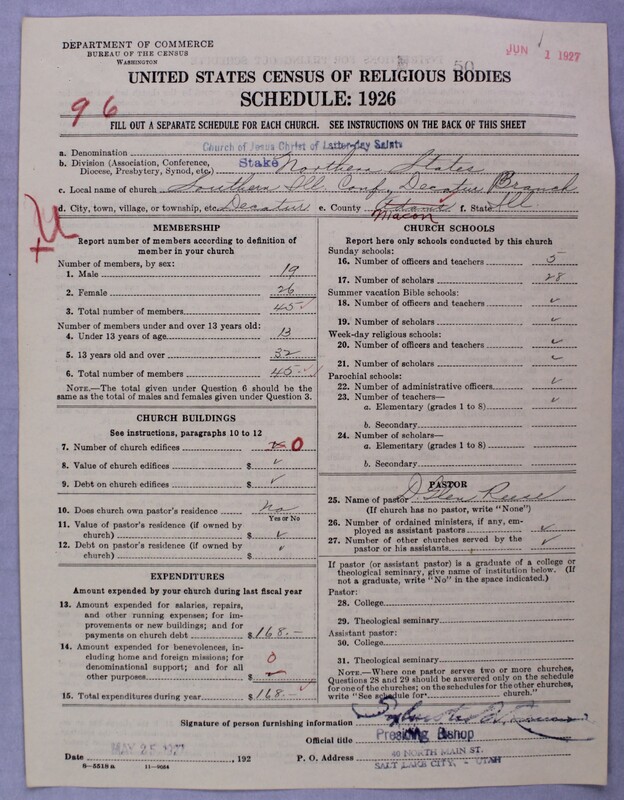 DEPARTMENT OF COMMERCE
BUREAU OF THE CENSUS
WASHINGTON
JUN 1 1927
50
UNITED STATES CENSUS OF RELIGIOUS BODIES
SCHEDULE: 1926
96
FILL OUT A SEPARATE SCHEDULE FOR EACH CHURCH. SEE INSTRUCTIONS ON THE BACK OF THIS SHEET
a. Denomination Church of Jesus Christ of Latter-day Saints
b. Division (Association, Conference, Diocese, Presbytery, Synod, etc.) Stake Northern States
c. Local name of church Southern Ill. Conf., Decatur Branch
d. City, town, village, or township, etc. Decatur e. County Macon f. State Ill
MEMBERSHIP
Report number of members according to definition of
member in your church
Number of members, by sex:
1. Male 19
2. Female 26
3. Total number of members 45
Number of members under and over 13 years old:
4. Under 13 years of age 13
5. 13 years old and over 32
6. Total number of members 45
NOTE.—The total given under Question 6 should be
same as the total of males and females given under Question 3.
CHURCH BUILDINGS
See instructions, paragraphs 10 to 12
7. Number of church edifices 0
8. Value of church edifices $ ✓
9. Debt on church edifices $ ✓
10. Does church own pastor's residence No
Yes or No
11. Value of pastor's residence (if owned by
church) $ ✓
12. Debt on pastor's residence (if owned by
church) $ ✓
EXPENDITURES
Amount expended by your church during last fiscal year
13. Amount expended for salaries, repairs,
and other running expenses; for im-
provements or new buildings; and for
payments on church debt $ 168.—
14. Amount expended for benevolences, in-
cluding home and foreign missions; for
denominational support; and for all
other purposes $ 0
15. Total expenditures during year $ 168.—
CHURCH SCHOOLS
Report here only schools conducted by this church
Sunday schools:
16. Number of officers and teachers 5
17. Number of scholars 28
Summer vacation Bible schools:
18. Number of officers and teachers ✓
19. Number of scholars ✓
Week-day religious schools:
20. Number of officers and teachers ✓
21. Number of scholars ✓
Parochial schools:
22. Number of administrative officers ✓
23. Number of teachers— ✓
a. Elementary (grades 1 to 8)
b. Secondary
24. Number of scholars—
a. Elementary (grades 1 to 8)
b. Secondary
PASTOR
25. Name of pastor Glen
(If church has no pastor, write "None")
26. Number of ordained ministers, if any, em-
ployed as assistant pastors ✓
27. Number of other churches served by the
pastor or his assistants ✓
If pastor (or assistant pastor) is a graduate of a college or
theological seminary, give name of institution below. (If
not a graduate, write "No" in the space indicated.)
Pastor:
28. College
29. Theological seminary
Assistant pastor:
30. College
31. Theological seminary
NOTE.—Where one pastor serves two or more churches,
Questions 28 and 29 should be answered only on the schedule
for one of the churches; on the schedules for the other churches,
write "See schedule for church."
Signature of person furnishing information Sylvester Q. Cannon
Official title Presiding Bishop
Date MAY 25 1927, 192 P. O. Address 40 NORTH MAIN ST.
SALT LAKE CITY, - UTAH
8—5518 a 11—9054